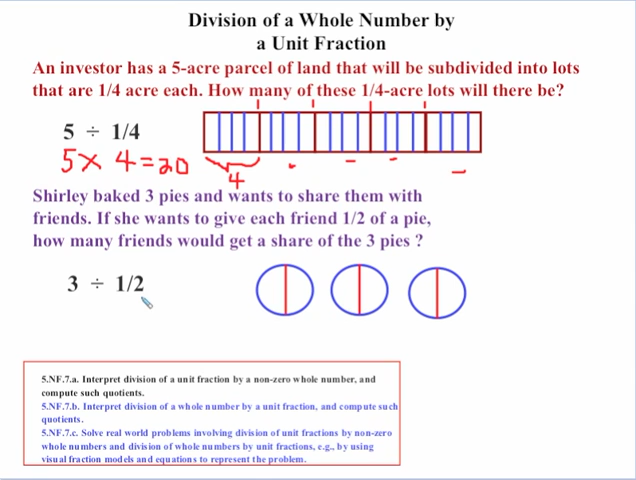 Division of a Whole Number by
a Unit Fraction
An investor has a 5-acre parcel of land that will be subdivided into lots
that are 1/4 acre each. How many of these 1/4-acre lots will there be?
5 ÷ 1/4
5 x 4 = 20
4
Shirley baked 3 pies and wants to share them with
friends. If she wants to give each friend 1/2 of a pie,
how many friends would get a share of the 3 pies ?
3 ÷ 1/2
5.NF.7.a. Interpret division of a unit fraction by a non-zero whole number, and
compute such quotients.
5.NF.7.b. Interpret division of a whole number by a unit fraction, and compute such
quotients.
5.NF.7.c. Solve real world problems involving division of unit fractions by non-zero
whole numbers and division of whole numbers by unit fractions, e.g., by using
visual fraction models and equations to represent the problem.